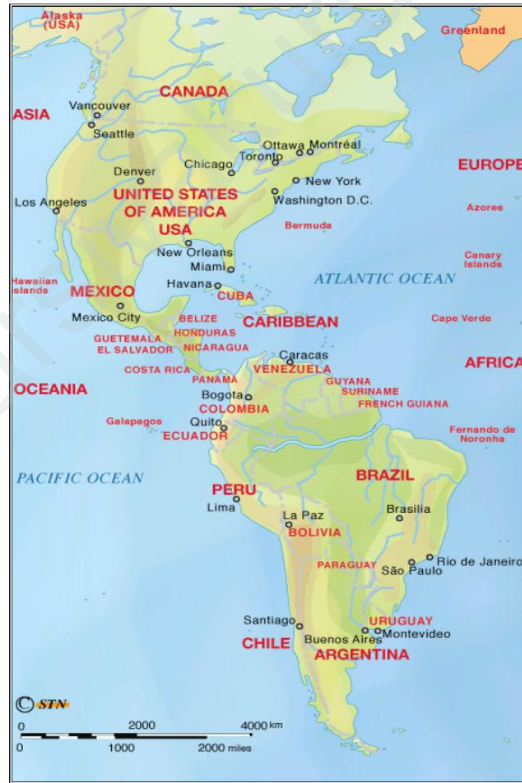 Alaska
(USA)
Greenland
CANADA
Vancouver
ASIA
Seattle
Ottawa Montréal
Toronto
Chicago
Denver
EUROPE
New York
UNITED STATES
OF AMERICA
USA
Washington D.C.
Los Angeles
Azores
Bermuda
New Orleans
Canary
Islands
Miami
ATLANTIC OCEAN
Hawaiian
Islands
Havana
MEXICO
CUBA
Mexico City
BELIZE
CARIBBEAN
Cape Verde
HONDURAS
GUETEMALA
EL SALVADOR
NICARAGUA
Caracas
COSTA RICA
VENEZUELA
AFRICA
PANAMA
GUYANA
OCEANIA
SURINAME
Bogota
FRENCH GUIANA
COLOMBIA
Galapagos
Quito
ECUADOR
Fernando de
Noronha
PACIFIC OCEAN
BRAZIL
PERU
Lima
La Paz
Brasilia
BOLIVIA
PARAGUAY
Rio de Janeiro
São Paulo
Santiago
URUGUAY
CHILE
Buenos Aires
Montevideo
ARGENTINA
© STN
0 2000 4000 km
0 1000 2000 miles